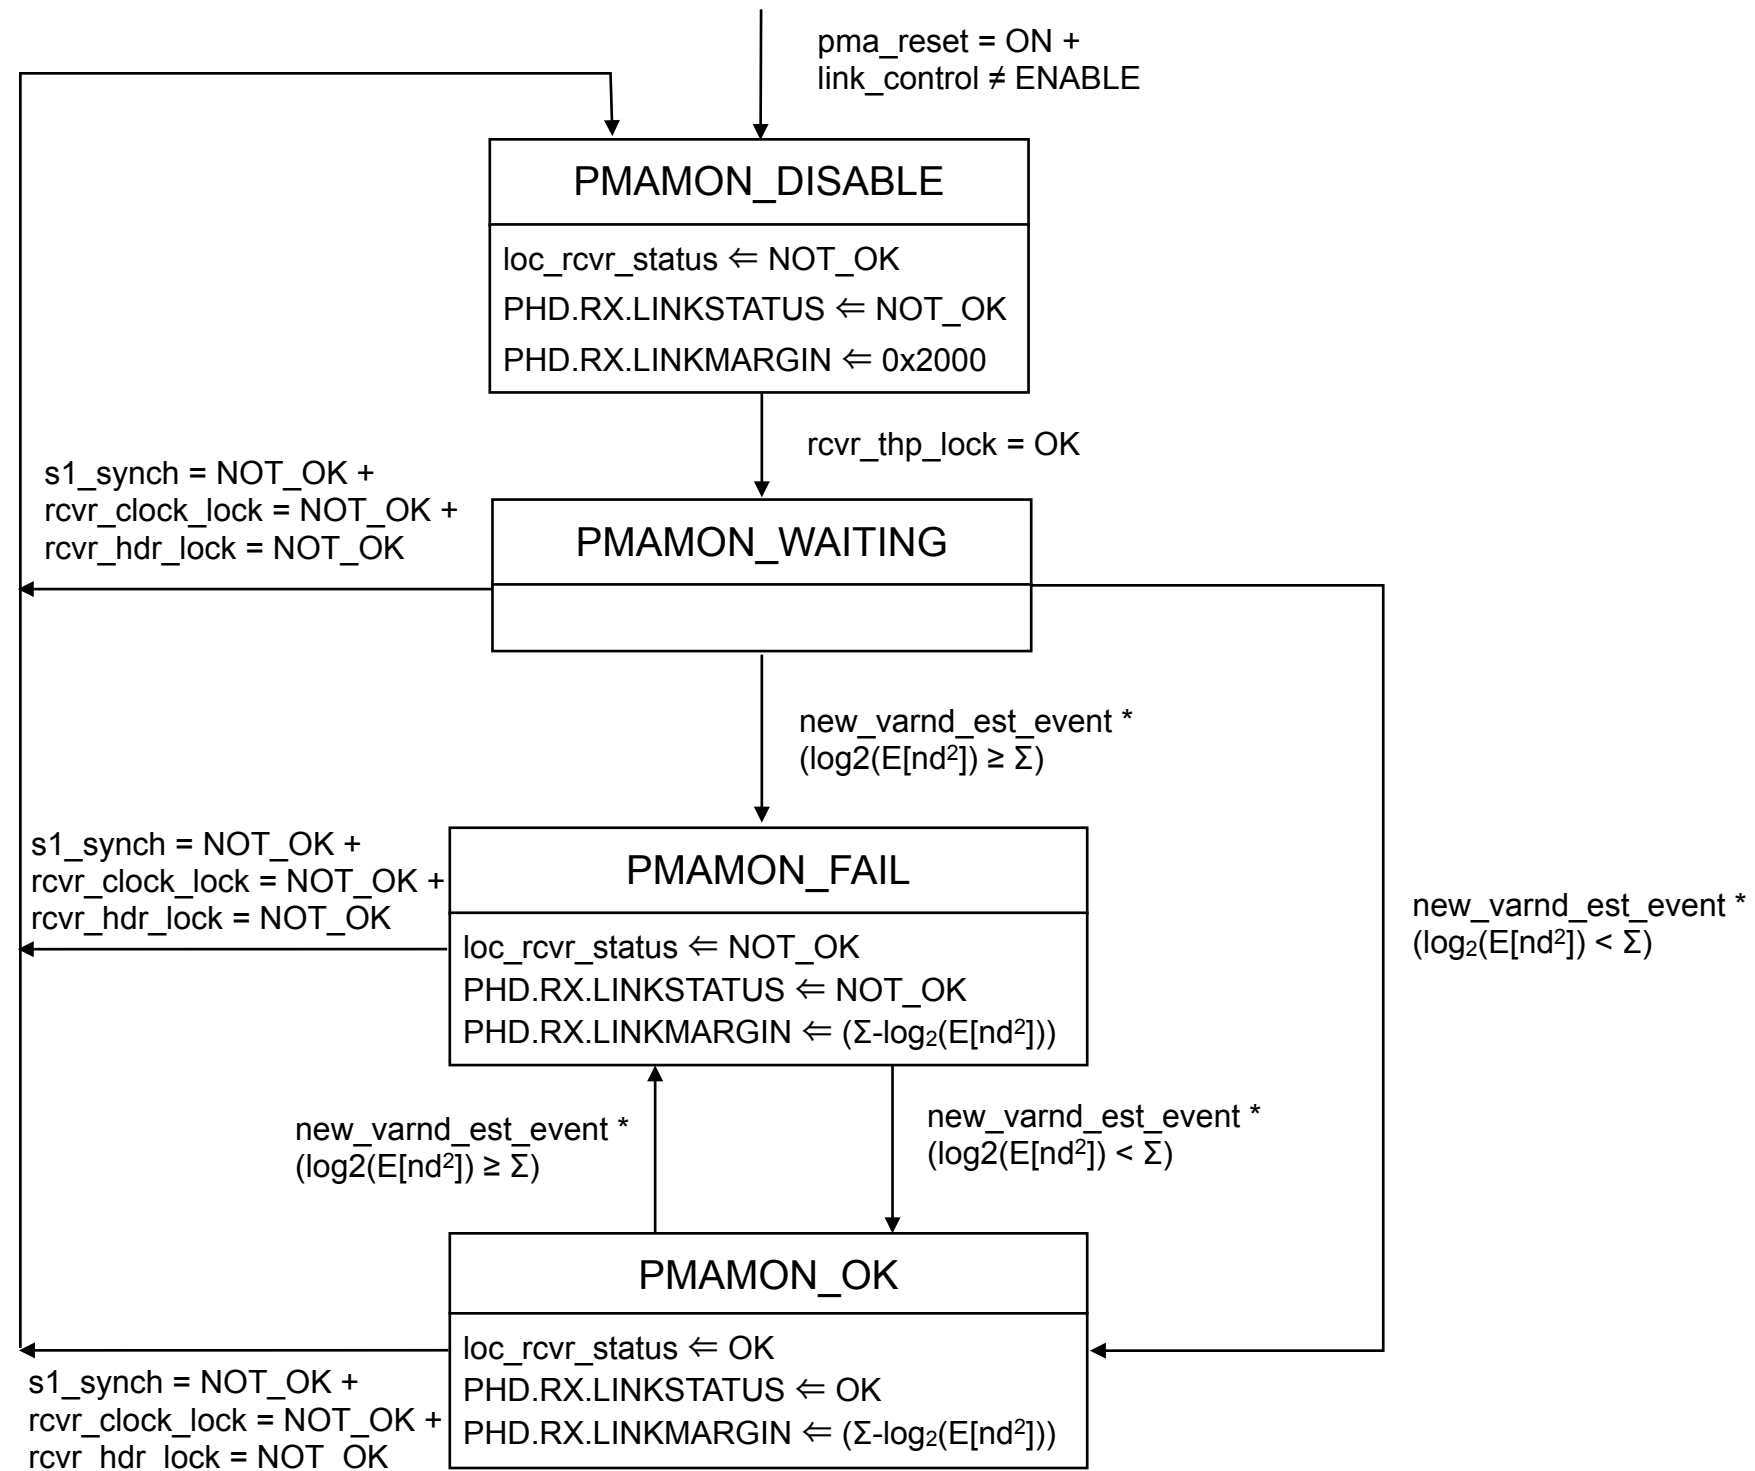 pma_reset = ON +
link_control ≠ ENABLE
PMAMON_DISABLE
loc_rcvr_status ⇐ NOT_OK
PHD.RX.LINKSTATUS ⇐ NOT_OK
PHD.RX.LINKMARGIN ⇐ 0x2000
rcvr_thp_lock = OK
s1_synch = NOT_OK +
rcvr_clock_lock = NOT_OK +
rcvr_hdr_lock = NOT_OK
PMAMON_WAITING
new_varnd_est_event *
(log2(E[nd²]) ≥ Σ)
s1_synch = NOT_OK +
rcvr_clock_lock = NOT_OK +
rcvr_hdr_lock = NOT_OK
PMAMON_FAIL
loc_rcvr_status ⇐ NOT_OK
PHD.RX.LINKSTATUS ⇐ NOT_OK
PHD.RX.LINKMARGIN ⇐ (Σ-log₂(E[nd²]))
new_varnd_est_event *
(log₂(E[nd²]) < Σ)
new_varnd_est_event *
(log2(E[nd²]) ≥ Σ)
new_varnd_est_event *
(log2(E[nd²]) < Σ)
PMAMON_OK
loc_rcvr_status ⇐ OK
PHD.RX.LINKSTATUS ⇐ OK
PHD.RX.LINKMARGIN ⇐ (Σ-log₂(E[nd²]))
s1_synch = NOT_OK +
rcvr_clock_lock = NOT_OK +
rcvr_hdr_lock = NOT_OK